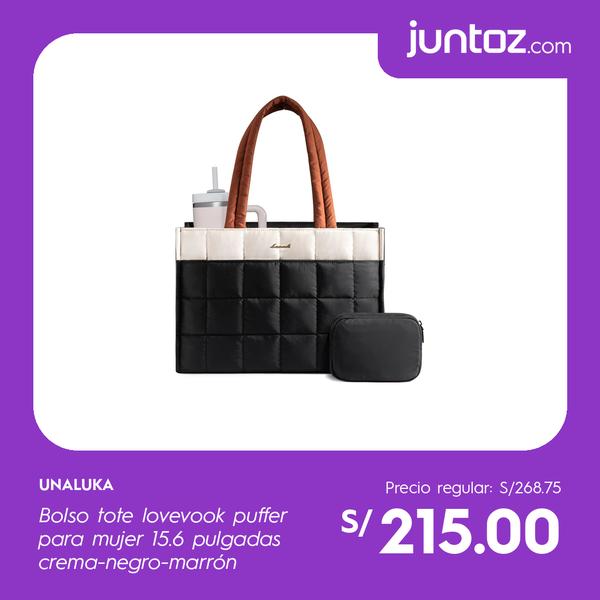 juntoz.com
UNALUKA
Bolso tote lovevook puffer
para mujer 15.6 pulgadas
crema-negro-marrón
Precio regular: S/268.75
S/215.00